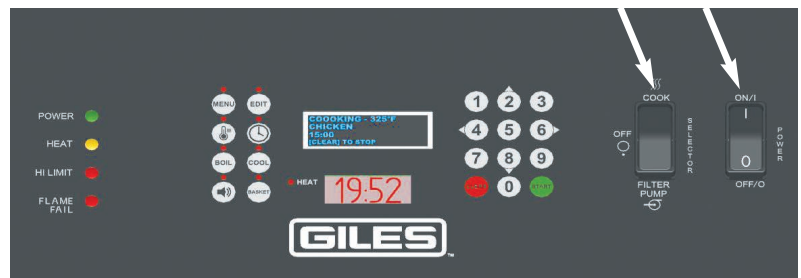 POWER
HEAT
HI LIMIT
FLAME
FAIL
MENU
EDIT
BOIL
COOL
BASKET
COOOKING - 325°F
CHICKEN
15:00
[CLEAR] TO STOP
HEAT
19:52
GILES
TM
1 2 3
4 5 6
7 8 9
0 START
COOK
OFF
SELECTOR
FILTER
PUMP
ON/I
I
0
POWER
OFF/O